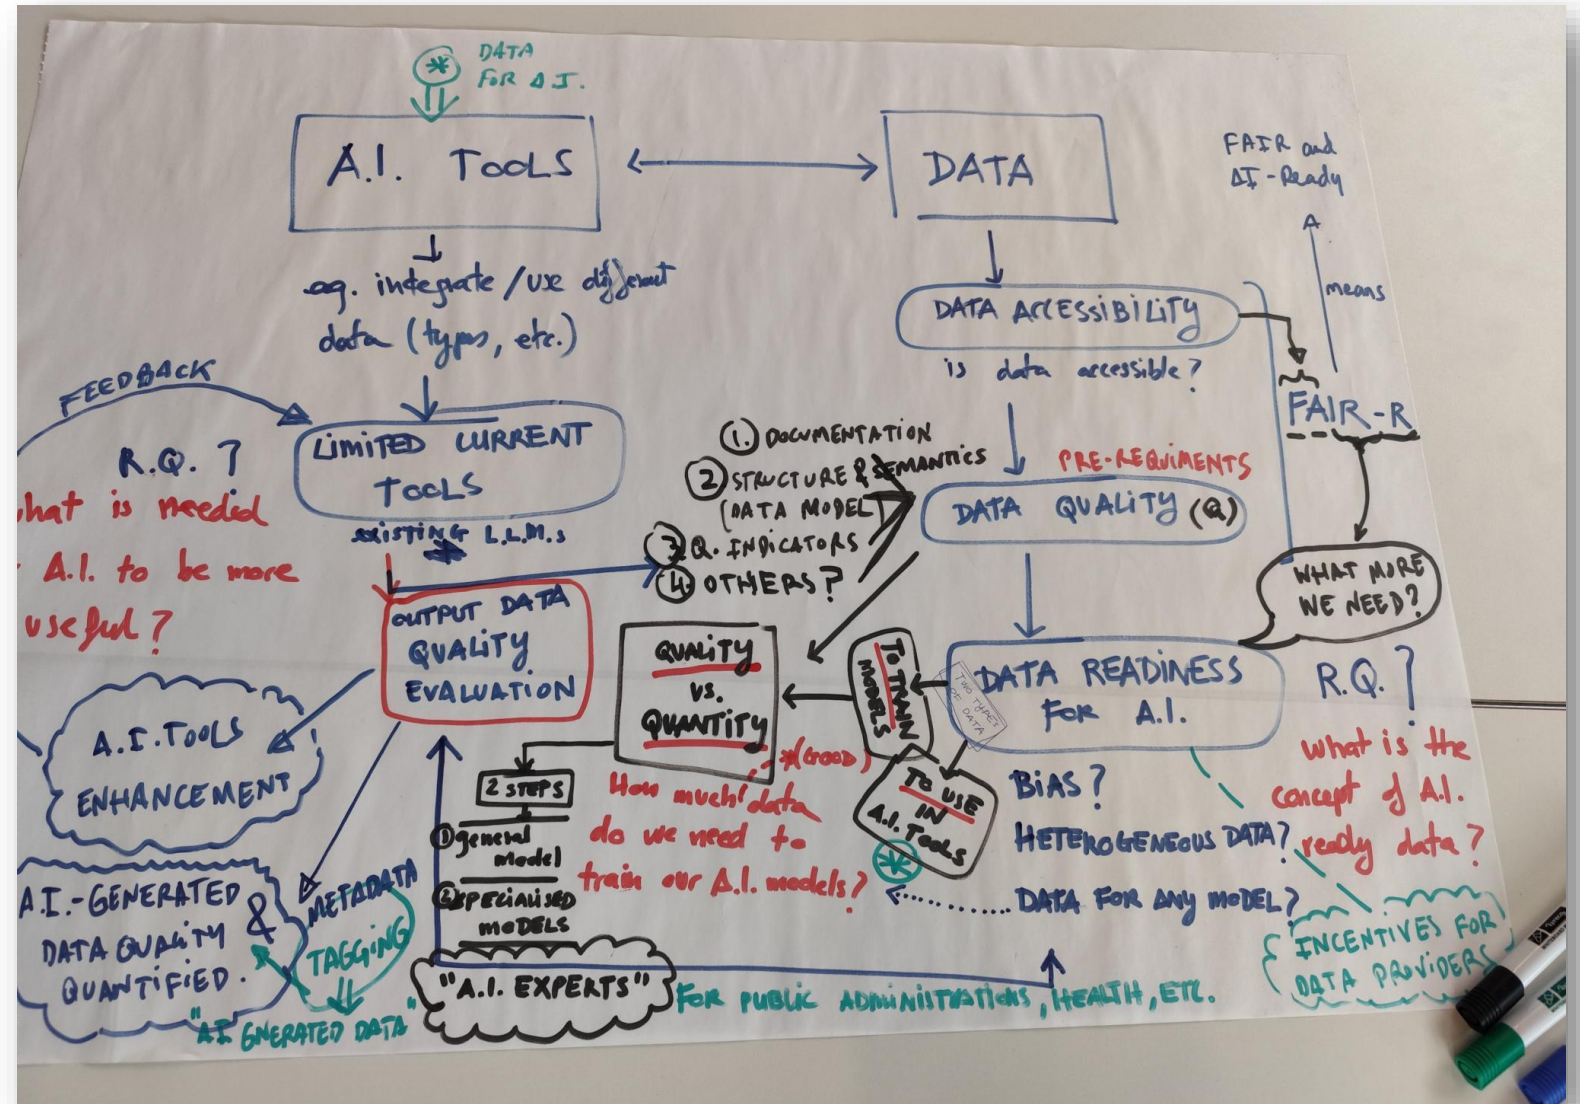 * DATA
FOR A.I.
A.I. TOOLS
DATA
FAIR and
AI-Ready
means
eg. integrate / use different
data (types, etc.)
DATA ACCESSIBILITY
is data accessible?
FAIR-R
FEEDBACK
R.Q. ?
what is needed
A.I. to be more
useful?
LIMITED CURRENT
TOOLS
EXISTING L.L.M.s
1. DOCUMENTATION
2 STRUCTURE & SEMANTICS
(DATA MODEL)
3 Q. INDICATORS
4. OTHERS?
PRE-REQUIMENTS
DATA QUALITY (Q)
WHAT MORE
WE NEED?
OUTPUT DATA
QUALITY
EVALUATION
QUALITY
VS.
QUANTITY
TO TRAIN
MODELS
TWO TYPES
OF DATA
DATA READINESS
FOR A.I.
R.Q. ?
What is the
concept of A.I.
ready data?
A.I. TOOLS
ENHANCEMENT
2 STEPS
1 general
model
2 SPECIALISED
MODELS
*(GOOD)
How much data
do we need to
train our A.I. models?
TO USE
IN
A.I. TOOLS
*
BIAS?
HETEROGENEOUS DATA?
DATA FOR ANY MODEL?
A.I.-GENERATED
DATA QUALITY
QUANTIFIED.
&
METADATA
TAGGING
"AI GNERATED DATA"
"A.I. EXPERTS"
FOR PUBLIC ADMINISTRATIONS, HEALTH, ETC.
INCENTIVES FOR
DATA PROVIDERS